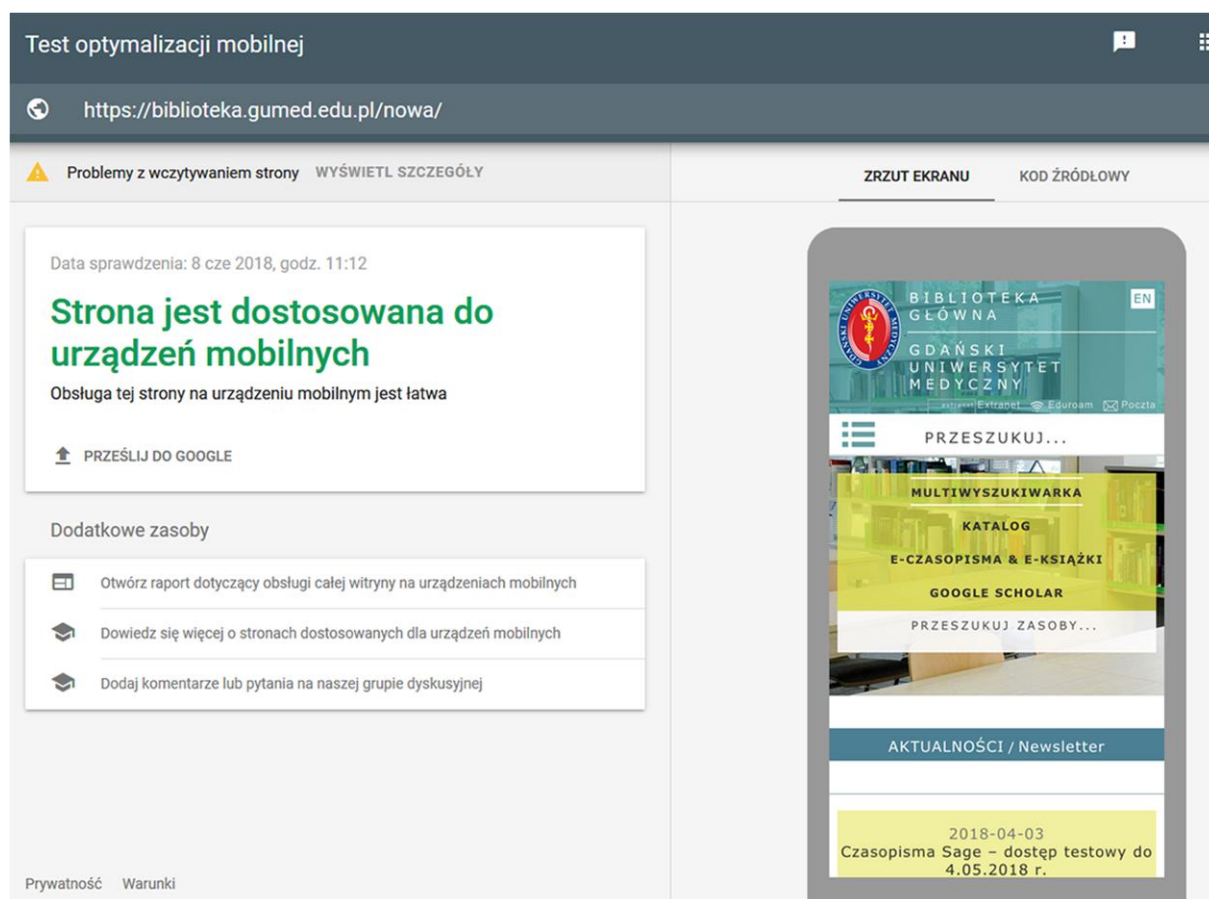 Test optymalizacji mobilnej
https://biblioteka.gumed.edu.pl/nowa/
Problemy z wczytywaniem strony WYŚWIETL SZCZEGÓŁY
Data sprawdzenia: 8 cze 2018, godz. 11:12
Strona jest dostosowana do
urządzeń mobilnych
Obsługa tej strony na urządzeniu mobilnym jest łatwa
PRZEŚLIJ DO GOOGLE
Dodatkowe zasoby
Otwórz raport dotyczący obsługi całej witryny na urządzeniach mobilnych
Dowiedz się więcej o stronach dostosowanych dla urządzeń mobilnych
Dodaj komentarze lub pytania na naszej grupie dyskusyjnej
Prywatność Warunki
ZRZUT EKRANU KOD ŹRÓDŁOWY
GDAŃSKI UNIWERSYTET MEDYCZNY
BIBLIOTEKA
GŁÓWNA
EN
GDAŃSKI
UNIWERSYTET
MEDYCZNY
extranet Extranet Eduroam Poczta
PRZESZUKUJ...
MULTIWYSZUKIWARKA
KATALOG
E-CZASOPISMA & E-KSIĄŻKI
GOOGLE SCHOLAR
PRZESZUKUJ ZASOBY...
AKTUALNOŚCI / Newsletter
2018-04-03
Czasopisma Sage – dostęp testowy do
4.05.2018 r.